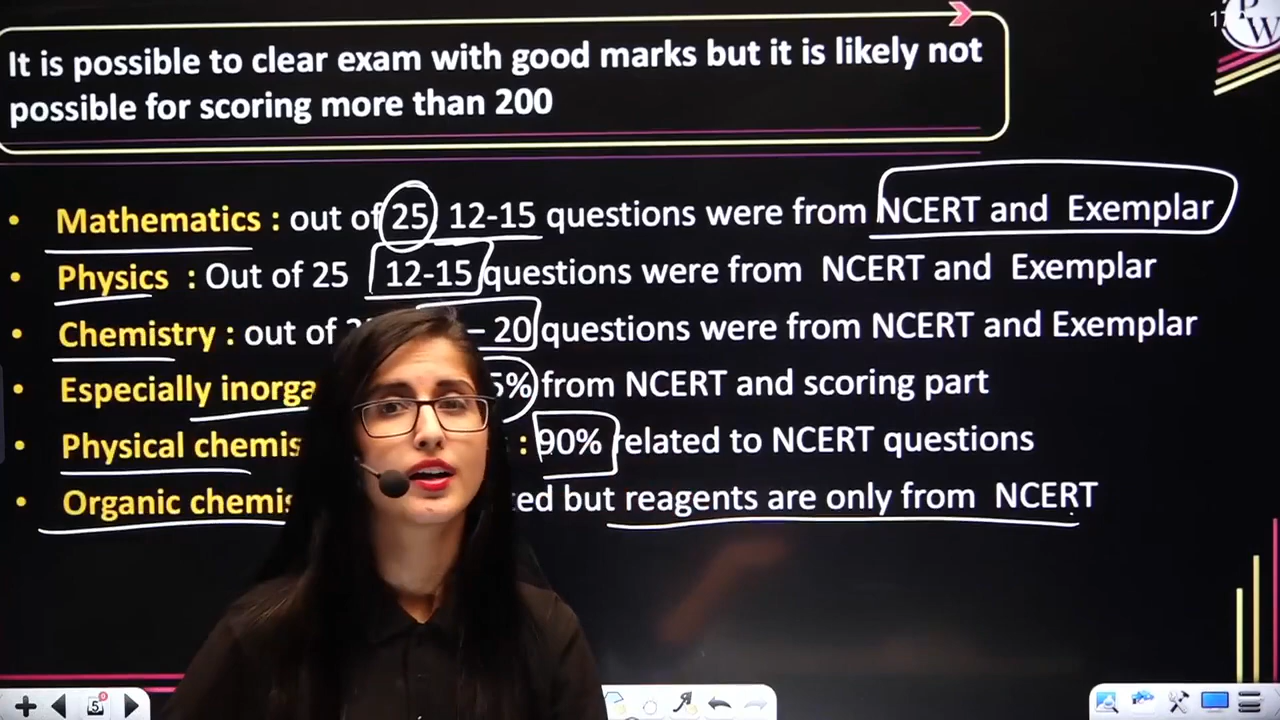 It is possible to clear exam with good marks but it is likely not
possible for scoring more than 200
PW
• Mathematics : out of 25 12-15 questions were from NCERT and Exemplar
• Physics : Out of 25 12-15 questions were from NCERT and Exemplar
• Chemistry : out of – 20 questions were from NCERT and Exemplar
• Especially 5% from NCERT and scoring part
• Physical : 90% related to NCERT questions
• Organic but reagents are only from NCERT
5